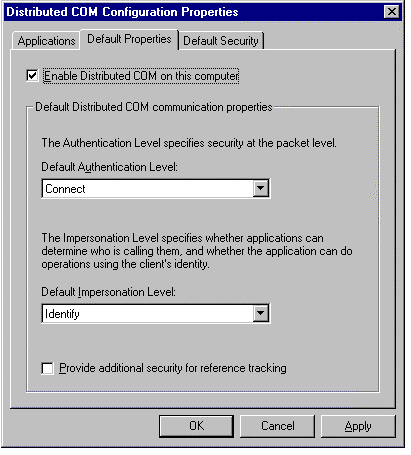 Distributed COM Configuration Properties
Applications
Default Properties
Default Security
Enable Distributed COM on this computer
Default Distributed COM communication properties
The Authentication Level specifies security at the packet level.
Default Authentication Level:
Connect
The Impersonation Level specifies whether applications can
determine who is calling them, and whether the application can do
operations using the client's identity.
Default Impersonation Level:
Identify
Provide additional security for reference tracking
OK
Cancel
Apply